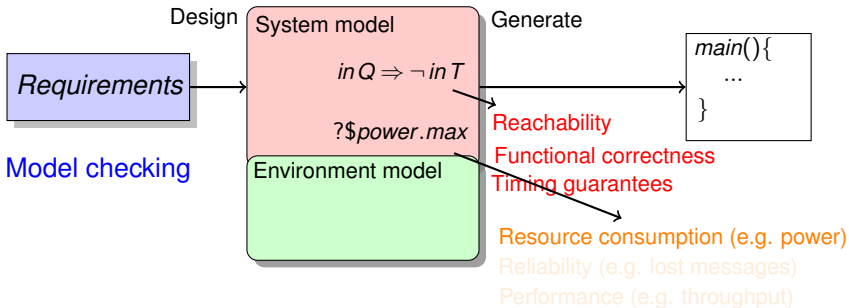 Design
System model
Generate
Requirements
in Q ⇒ ¬ in T
main(){
...
}
?$power.max
Reachability
Functional correctness
Model checking
Environment model
Timing guarantees
Resource consumption (e.g. power)
Reliability (e.g. lost messages)
Performance (e.g. throughput)